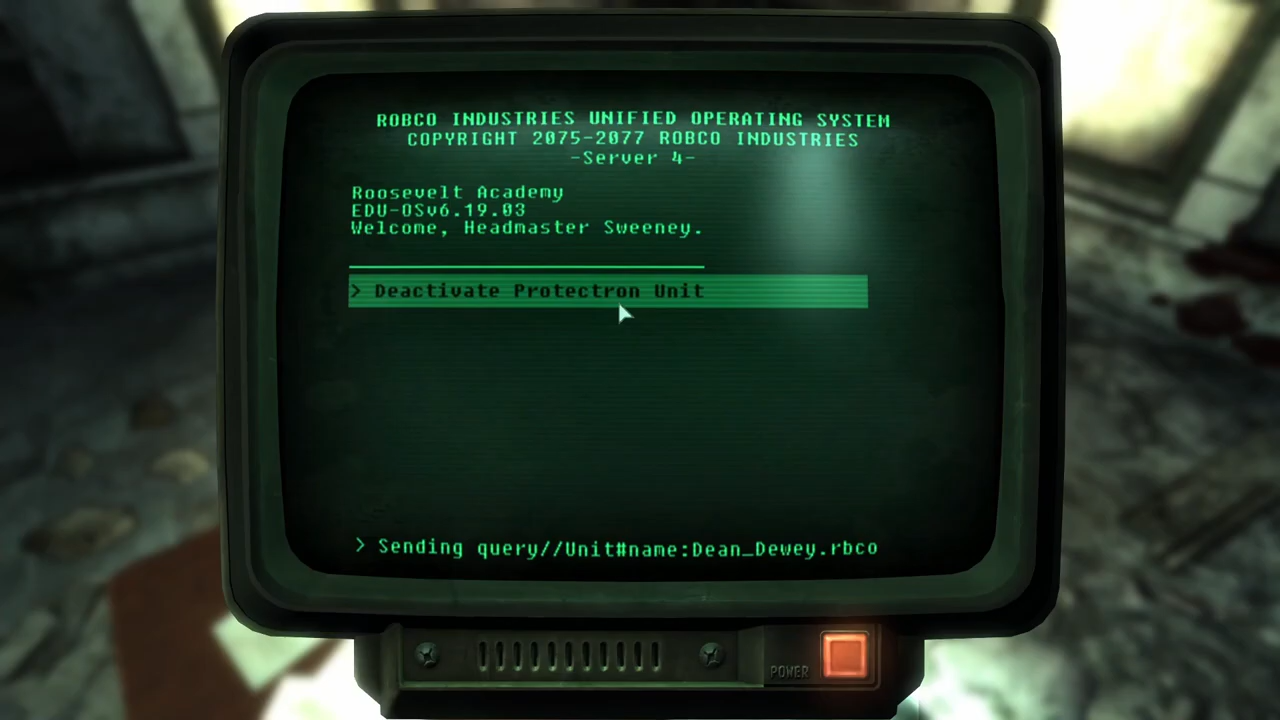 ROBCO INDUSTRIES UNIFIED OPERATING SYSTEM
COPYRIGHT 2075-2077 ROBCO INDUSTRIES
-Server 4-
Roosevelt Academy
EDU-OSv6.19.03
Welcome, Headmaster Sweeney.
> Deactivate Protectron Unit
> Sending query//Unit#name:Dean_Dewey.rbco
POWER